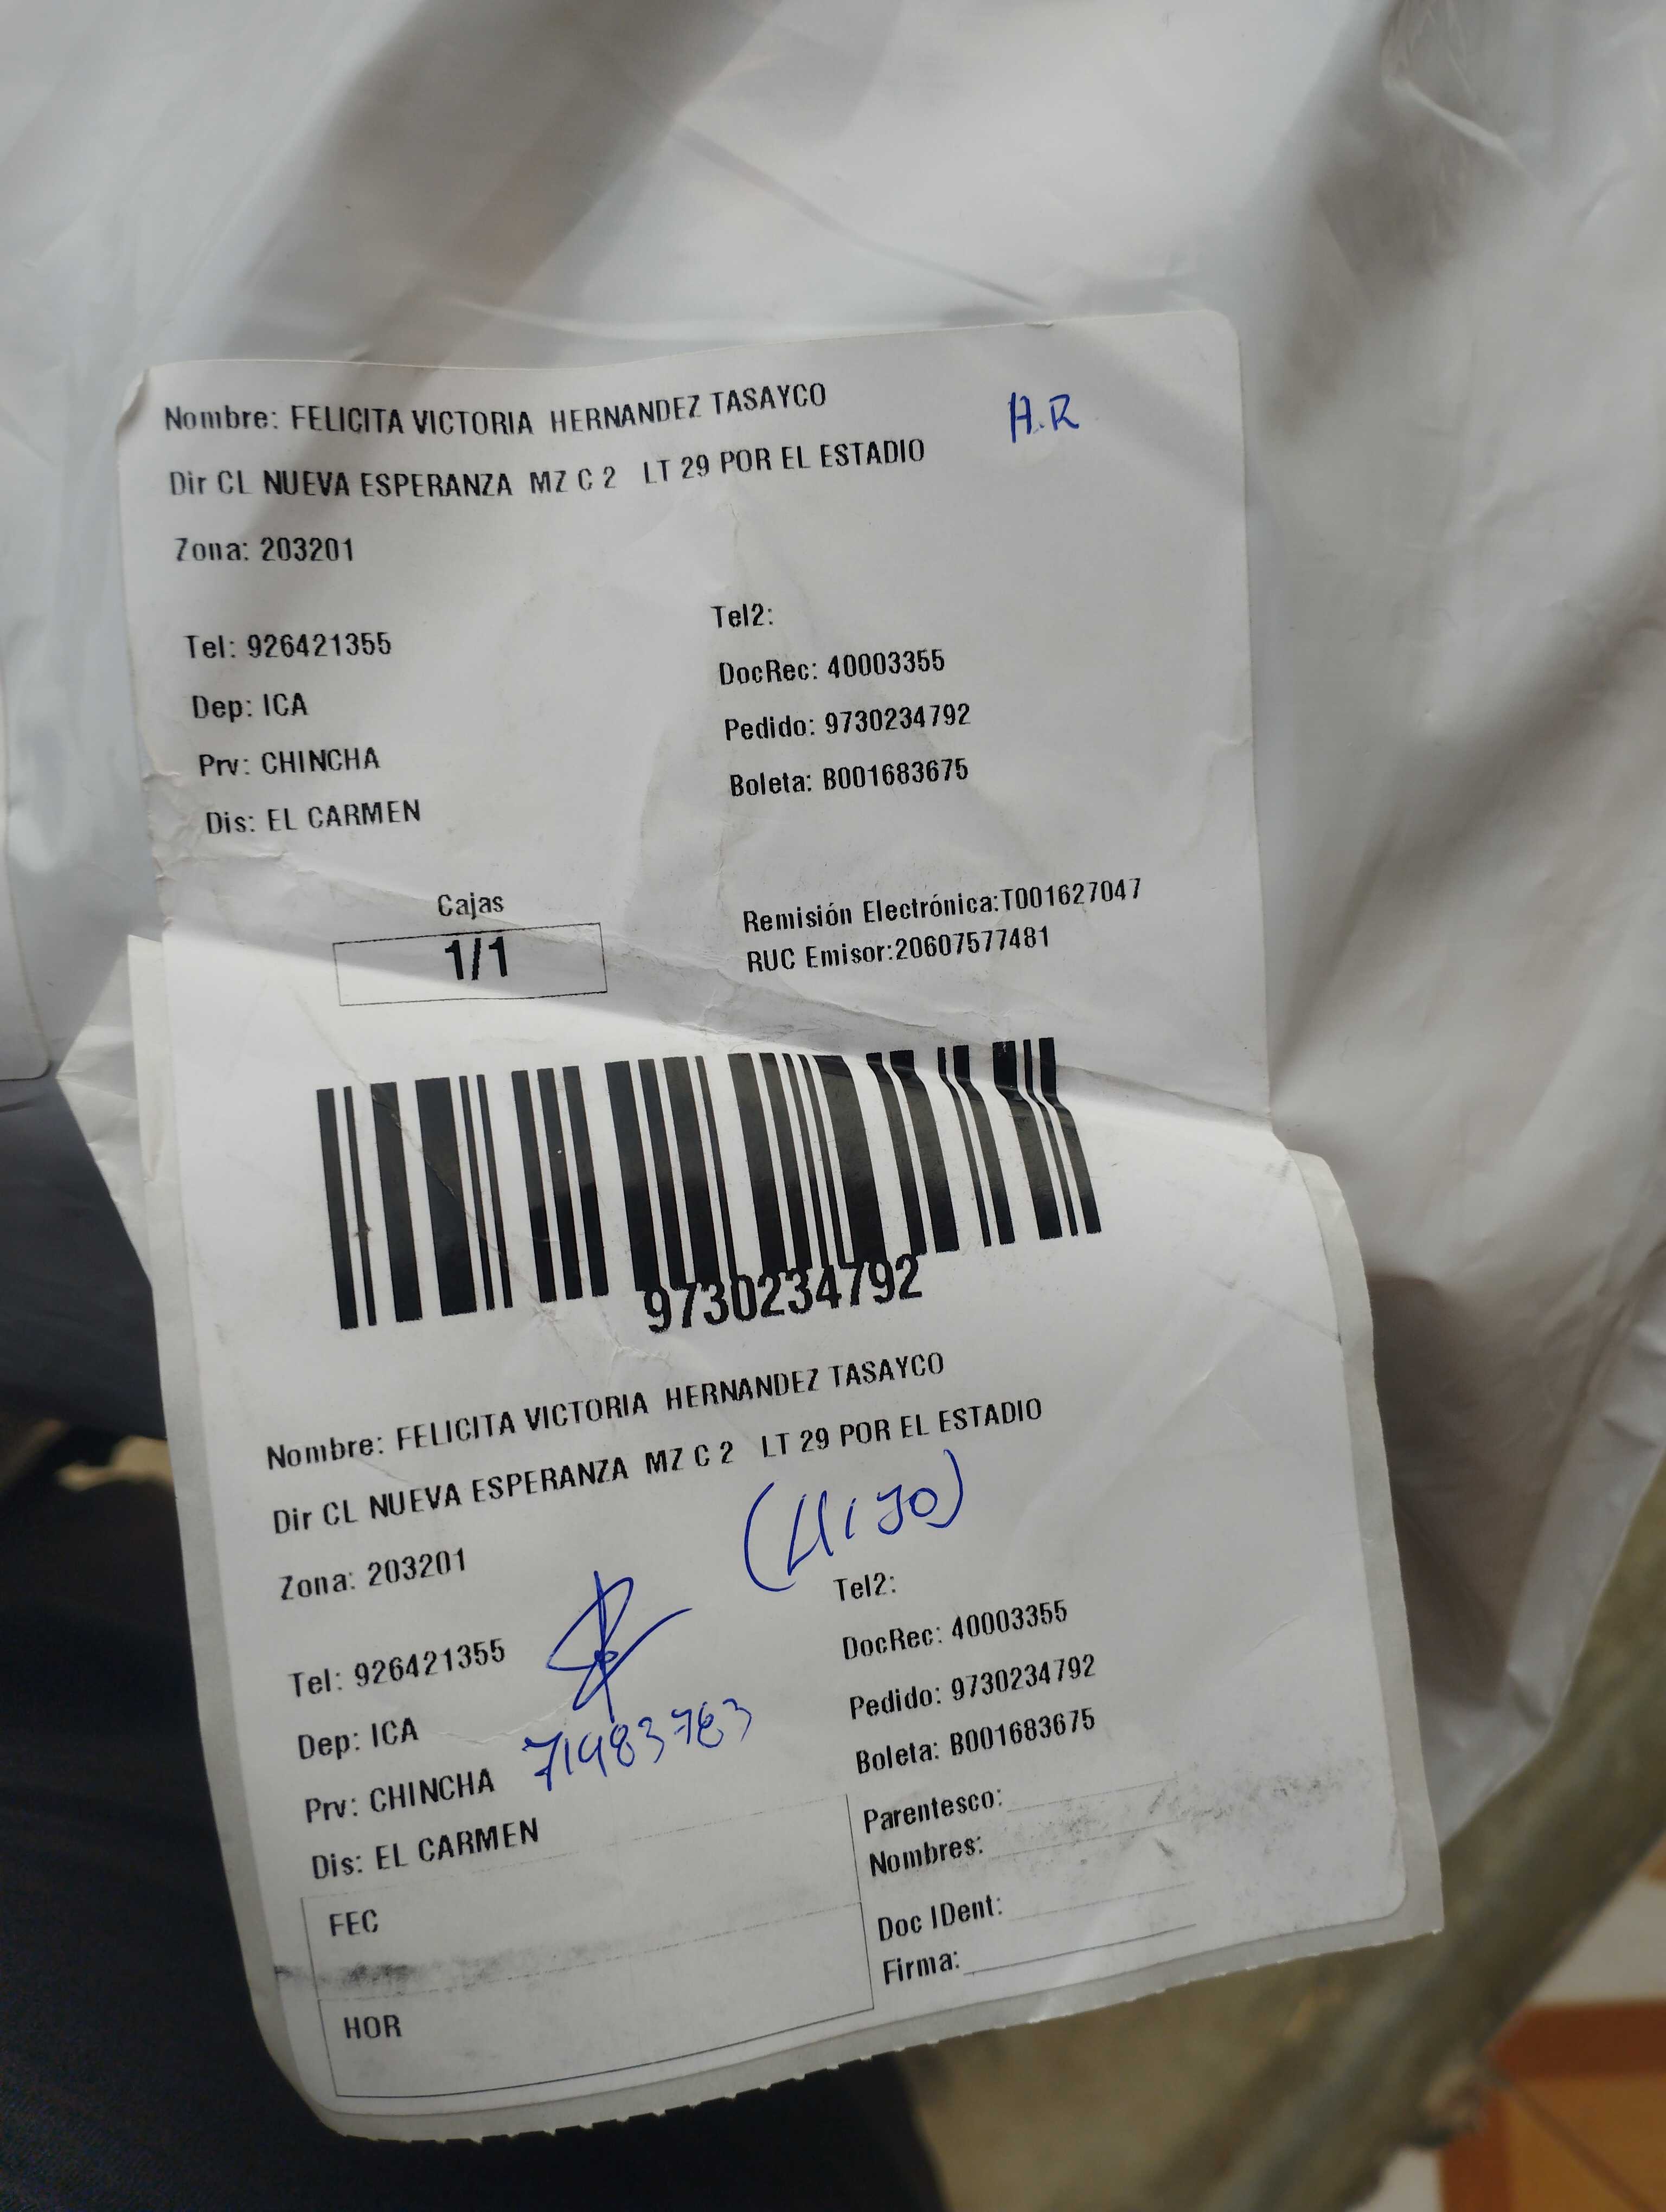 Nombre: FELICITA VICTORIA HERNANDEZ TASAYCO
H.R
Dir CL NUEVA ESPERANZA MZ C 2 LT 29 POR EL ESTADIO
Zona: 203201
Tel2:
Tel: 926421355
DocRec: 40003355
Dep: ICA
Pedido: 9730234792
Prv: CHINCHA
Boleta: B001683675
Dis: EL CARMEN
Cajas
1/1
Remisión Electrónica:T001627047
RUC Emisor:20607577481
9730234792
Nombre: FELICITA VICTORIA HERNANDEZ TASAYCO
Dir CL NUEVA ESPERANZA MZ C 2 LT 29 POR EL ESTADIO
(HIJO)
Zona: 203201
Tel2:
Tel: 926421355
DocRec: 40003355
Dep: ICA
Pedido: 9730234792
71983783
Prv: CHINCHA
Boleta: B001683675
Dis: EL CARMEN
Parentesco:
Nombres:
FEC
Doc IDent:
Firma:
HOR